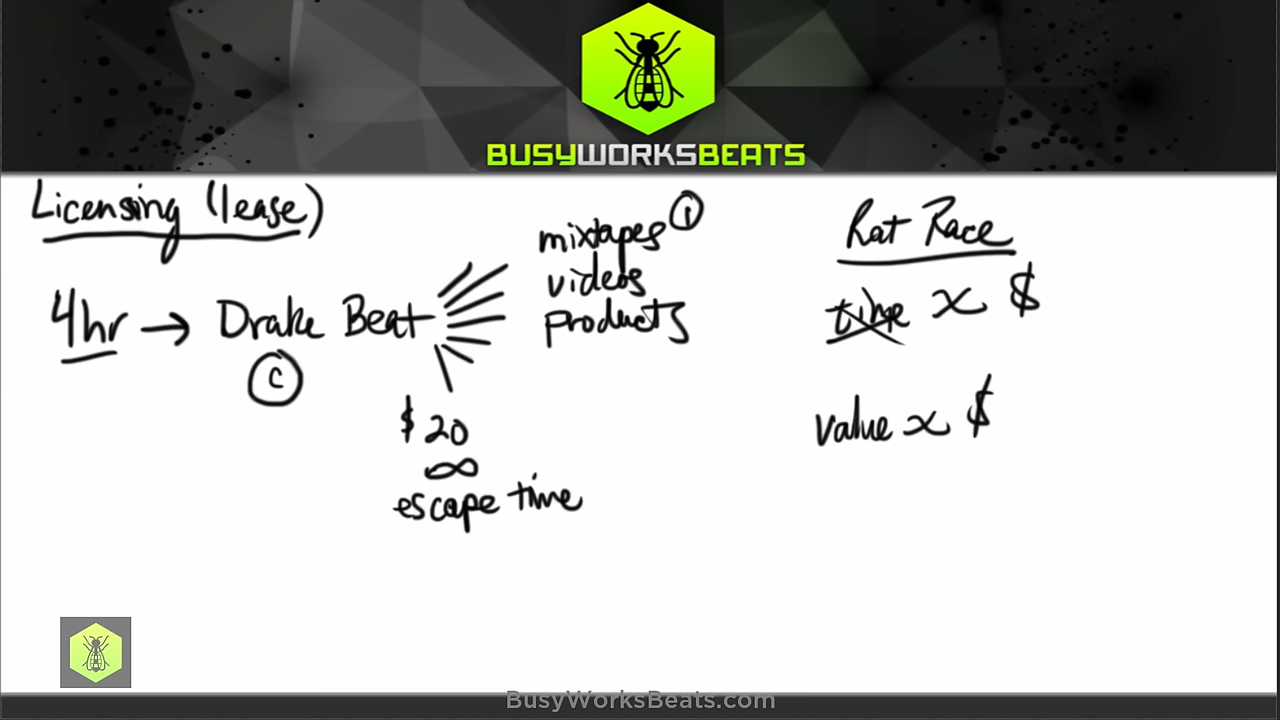 BUSYWORKSBEATS
Licensing (lease)
4hr → Drake Beat
©
mixtapes ①
videos
products
$ 20
∞
escape time
Rat Race
time x $
value x $
BusyWorksBeats.com